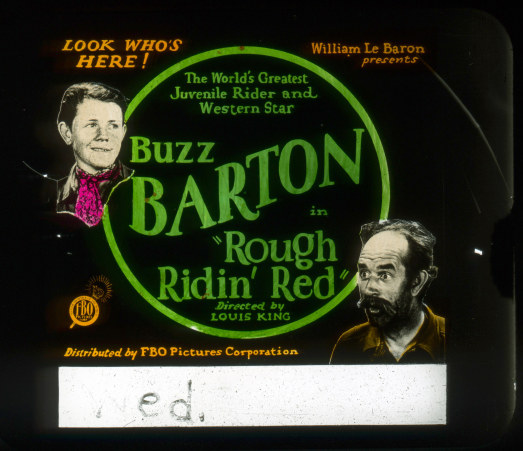 LOOK WHO'S
HERE!
William Le Baron
presents
The World's Greatest
Juvenile Rider and
Western Star
BUZZ
BARTON
in
"Rough
Ridin' Red"
Directed by
LOUIS KING
FBO
Distributed by FBO Pictures Corporation
Wed.